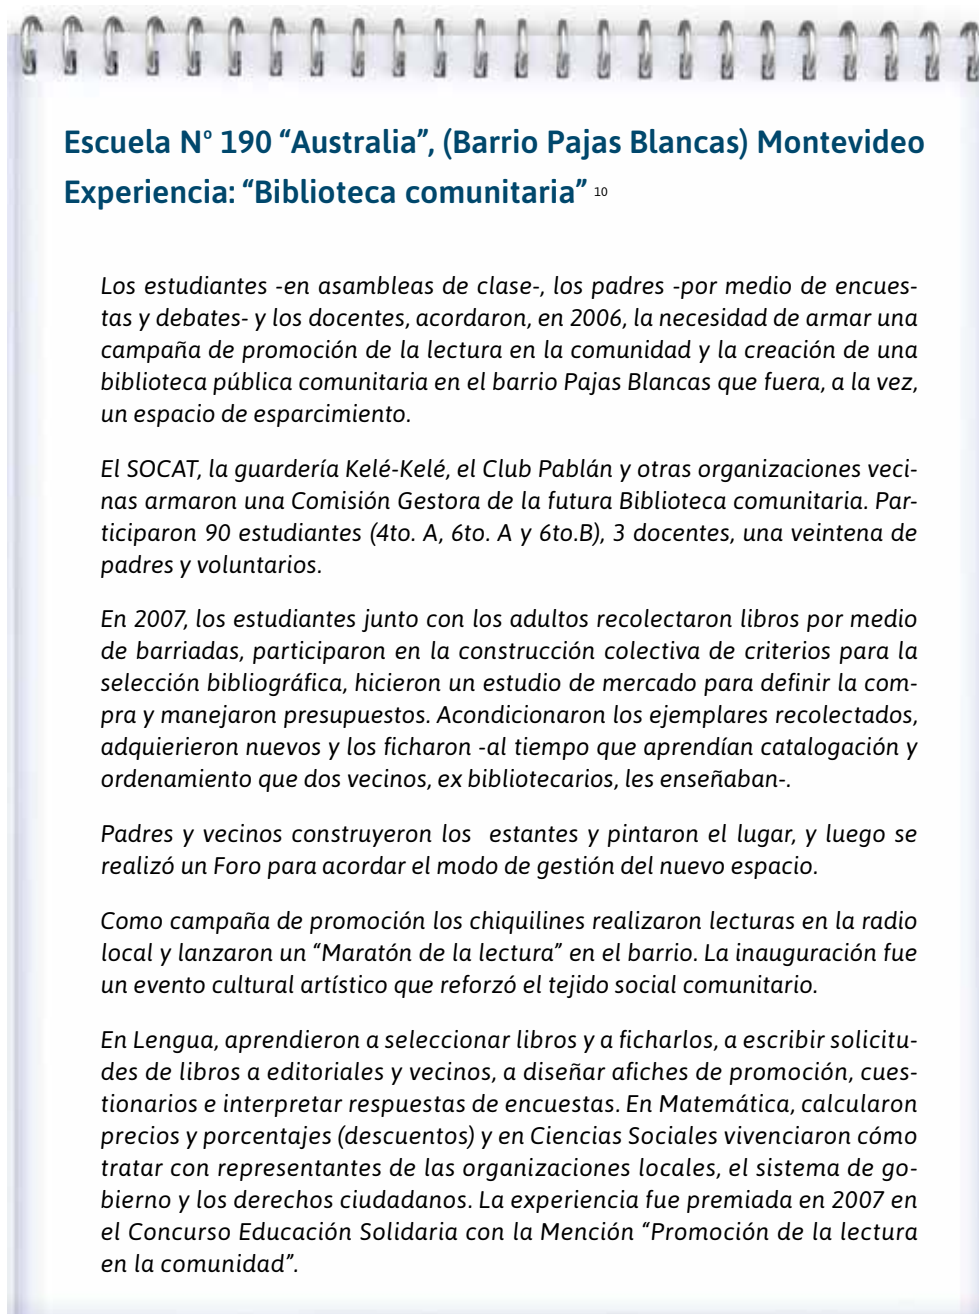 Escuela Nº 190 “Australia”, (Barrio Pajas Blancas) Montevideo
Experiencia: “Biblioteca comunitaria” 10
Los estudiantes -en asambleas de clase-, los padres -por medio de encues-
tas y debates- y los docentes, acordaron, en 2006, la necesidad de armar una
campaña de promoción de la lectura en la comunidad y la creación de una
biblioteca pública comunitaria en el barrio Pajas Blancas que fuera, a la vez,
un espacio de esparcimiento.
El SOCAT, la guardería Kelé-Kelé, el Club Pablán y otras organizaciones veci-
nas armaron una Comisión Gestora de la futura Biblioteca comunitaria. Par-
ticiparon 90 estudiantes (4to. A, 6to. A y 6to.B), 3 docentes, una veintena de
padres y voluntarios.
En 2007, los estudiantes junto con los adultos recolectaron libros por medio
de barriadas, participaron en la construcción colectiva de criterios para la
selección bibliográfica, hicieron un estudio de mercado para definir la com-
pra y manejaron presupuestos. Acondicionaron los ejemplares recolectados,
adquierieron nuevos y los ficharon -al tiempo que aprendían catalogación y
ordenamiento que dos vecinos, ex bibliotecarios, les enseñaban-.
Padres y vecinos construyeron los estantes y pintaron el lugar, y luego se
realizó un Foro para acordar el modo de gestión del nuevo espacio.
Como campaña de promoción los chiquilines realizaron lecturas en la radio
local y lanzaron un “Maratón de la lectura” en el barrio. La inauguración fue
un evento cultural artístico que reforzó el tejido social comunitario.
En Lengua, aprendieron a seleccionar libros y a ficharlos, a escribir solicitu-
des de libros a editoriales y vecinos, a diseñar afiches de promoción, cues-
tionarios e interpretar respuestas de encuestas. En Matemática, calcularon
precios y porcentajes (descuentos) y en Ciencias Sociales vivenciaron cómo
tratar con representantes de las organizaciones locales, el sistema de go-
bierno y los derechos ciudadanos. La experiencia fue premiada en 2007 en
el Concurso Educación Solidaria con la Mención “Promoción de la lectura
en la comunidad”.